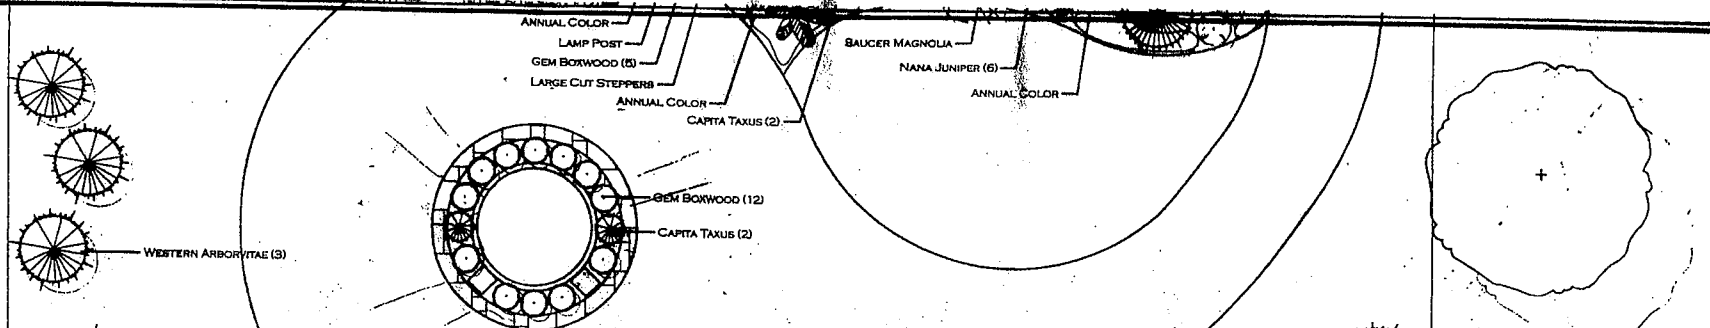 ANNUAL COLOR
LAMP POST
GEM BOXWOOD (5)
LARGE CUT STEPPERS
ANNUAL COLOR
CAPITA TAXUS (2)
SAUCER MAGNOLIA
NANA JUNIPER (6)
ANNUAL COLOR
GEM BOXWOOD (12)
CAPITA TAXUS (2)
WESTERN ARBORVITAE (3)